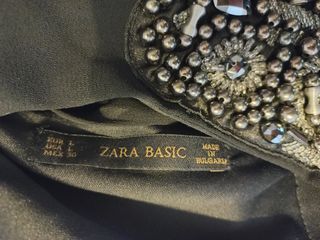 EUR L
USA L
MEX 30
ZARA BASIC
MADE
IN
BULGARIA